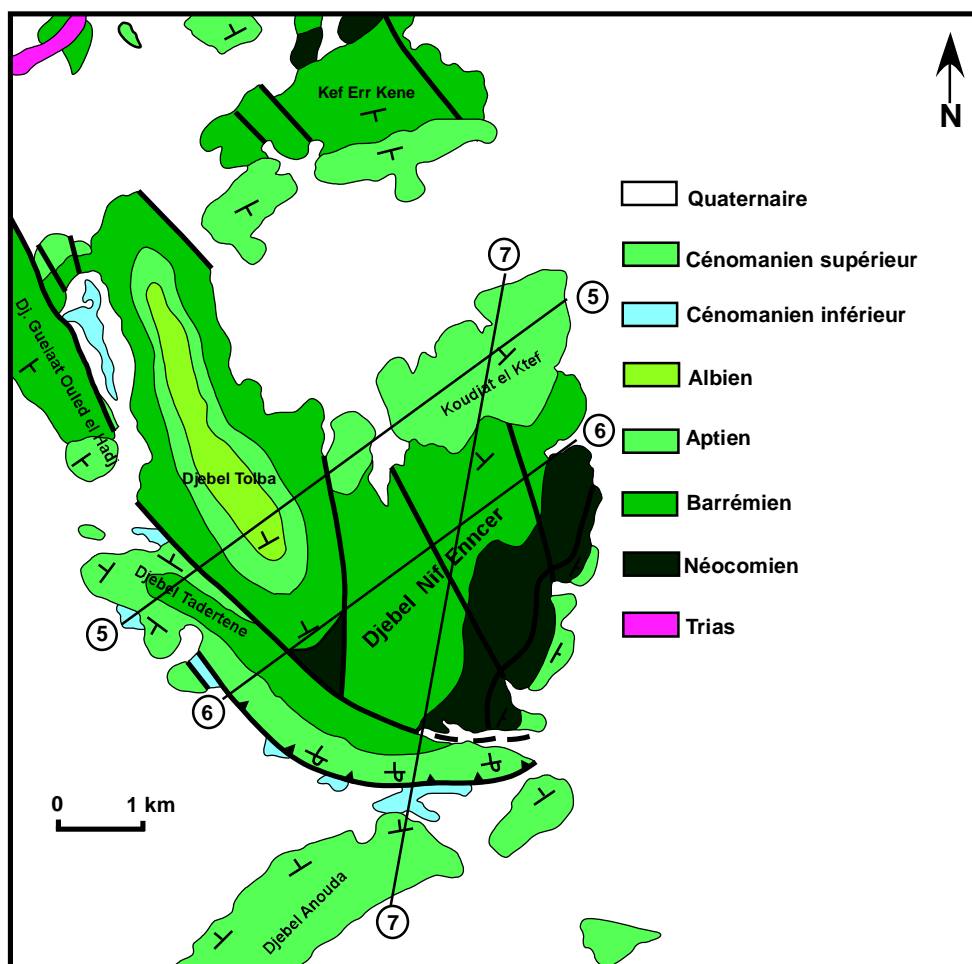 Kef Err Kene
N
Quaternaire
Cénomanien supérieur
Cénomanien inférieur
Albien
Aptien
Barrémien
Néocomien
Trias
7
5
6
Dj. Guelaat Ouled el Hadj
Koudiat el Ktef
Djebel Tolba
Djebel Nif Enncer
Djebel Tadertene
5
6
0 1 km
Djebel Anouda
7